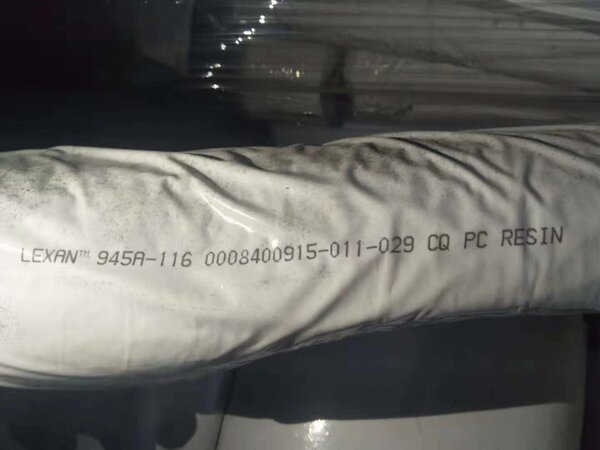 LEXAN™ 945A-116 0008400915-011-029 CQ PC RESIN